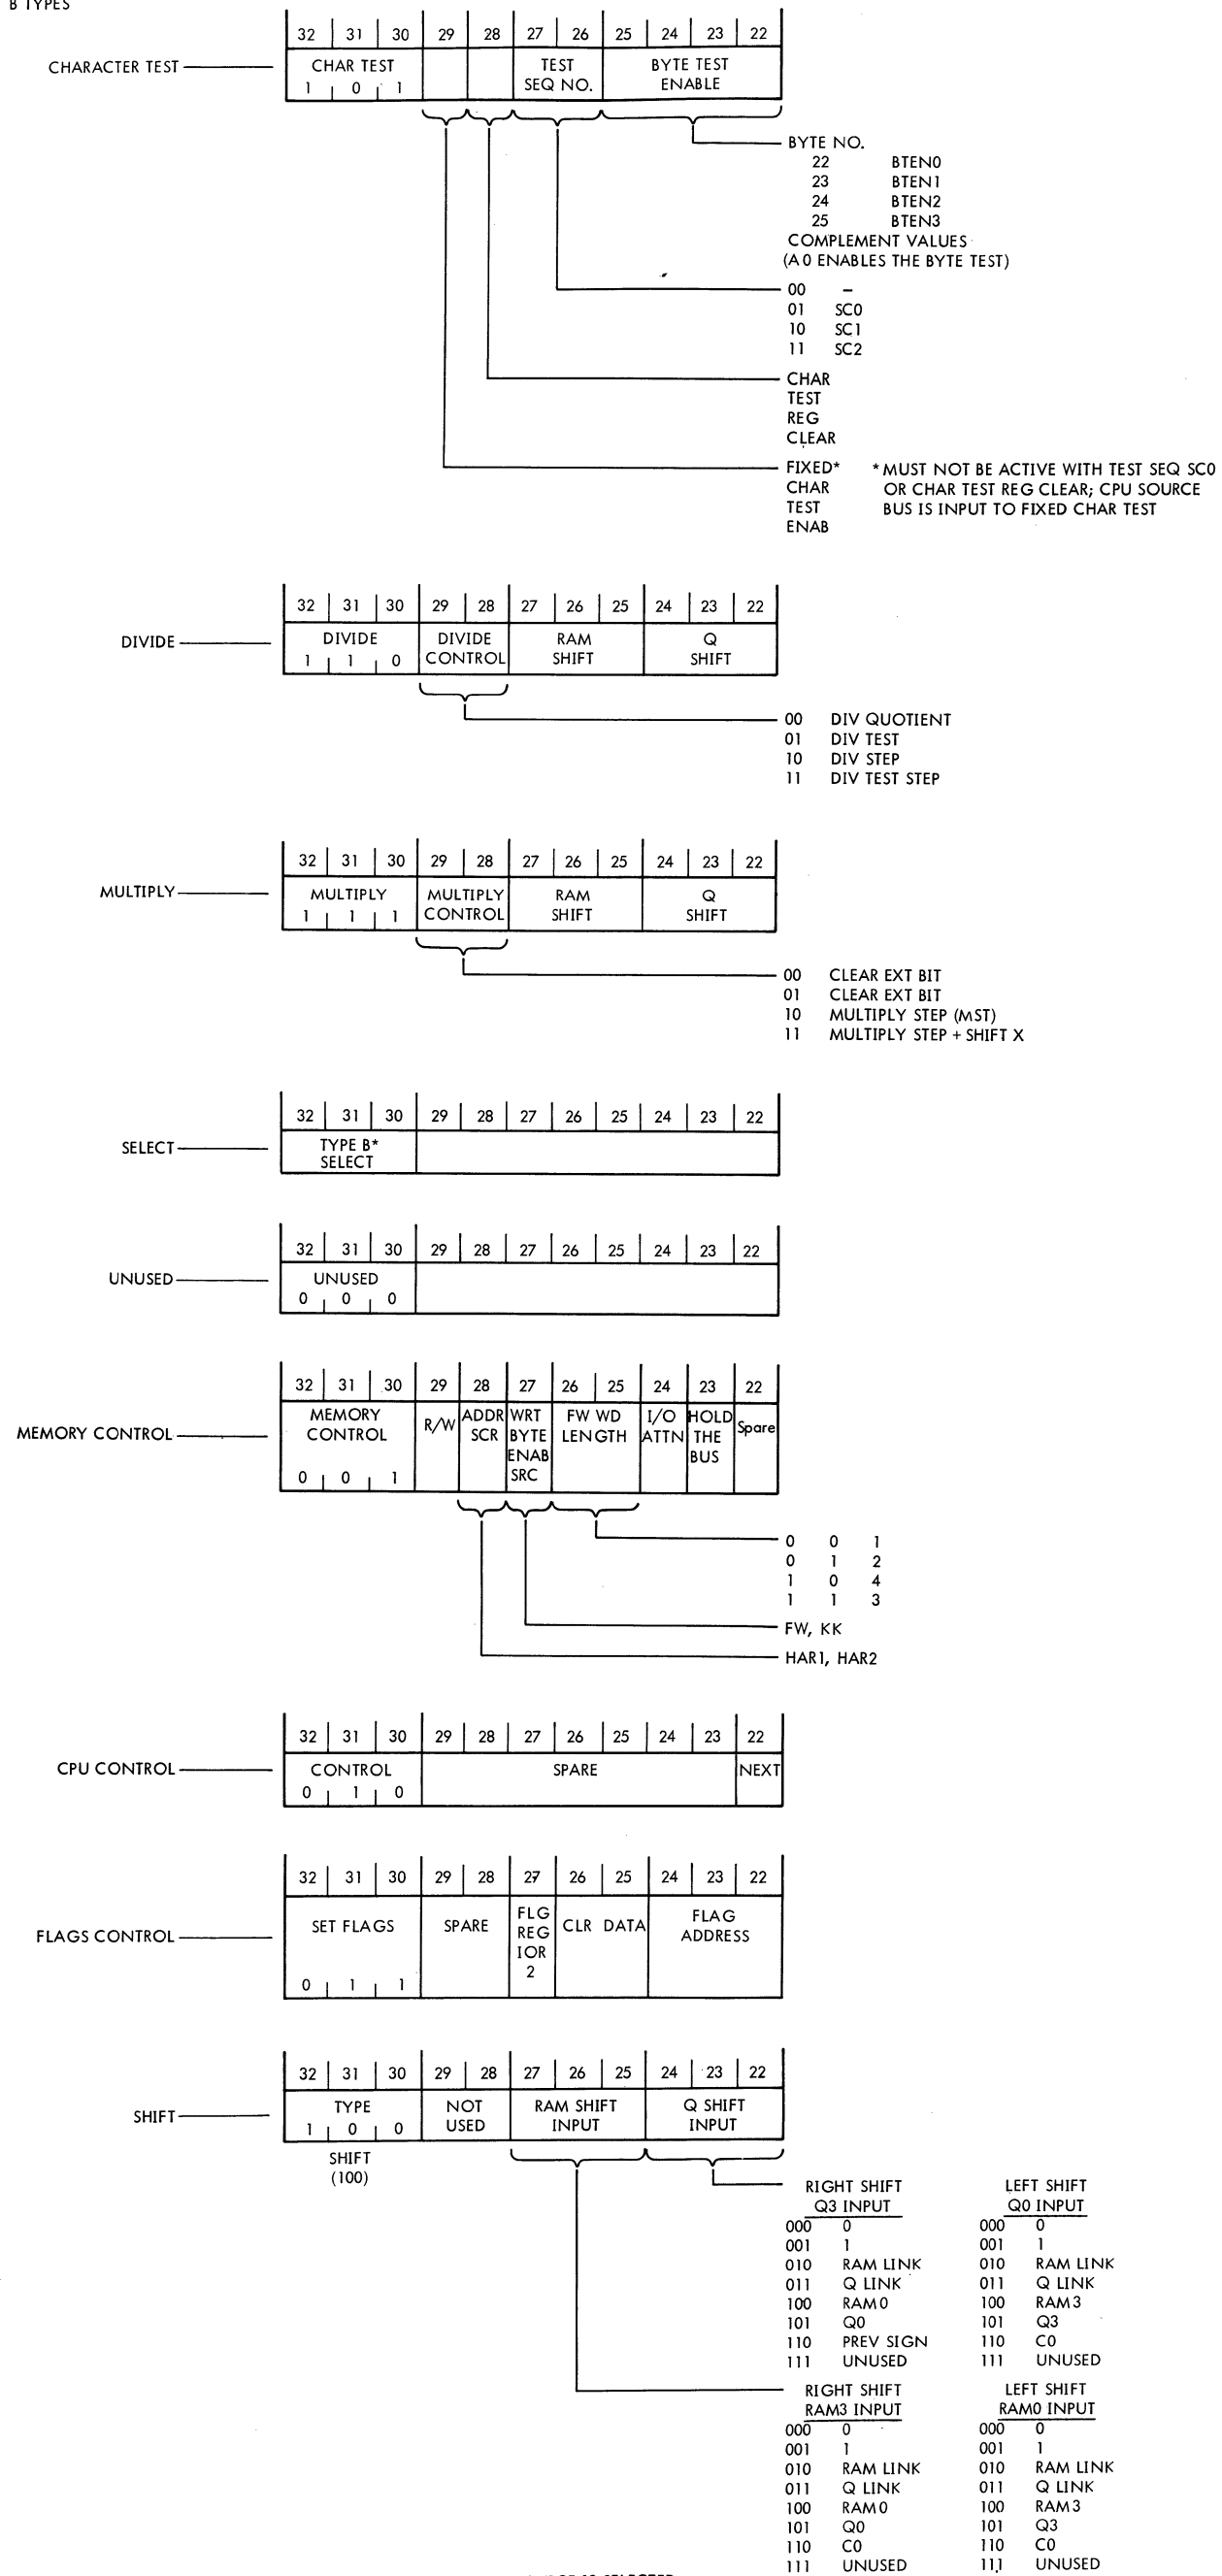 B TYPES
32 31 30 29 28 27 26 25 24 23 22
CHARACTER TEST
CHAR TEST
1 0 1
TEST
SEQ NO.
BYTE TEST
ENABLE
BYTE NO.
22 BTEN0
23 BTEN1
24 BTEN2
25 BTEN3
COMPLEMENT VALUES
(A 0 ENABLES THE BYTE TEST)
00 –
01 SC0
10 SC1
11 SC2
CHAR
TEST
REG
CLEAR
FIXED*
CHAR
TEST
ENAB
*MUST NOT BE ACTIVE WITH TEST SEQ SC0
OR CHAR TEST REG CLEAR; CPU SOURCE
BUS IS INPUT TO FIXED CHAR TEST
32 31 30 29 28 27 26 25 24 23 22
DIVIDE
DIVIDE
1 1 0
DIVIDE
CONTROL
RAM
SHIFT
Q
SHIFT
00 DIV QUOTIENT
01 DIV TEST
10 DIV STEP
11 DIV TEST STEP
32 31 30 29 28 27 26 25 24 23 22
MULTIPLY
MULTIPLY
1 1 1
MULTIPLY
CONTROL
RAM
SHIFT
Q
SHIFT
00 CLEAR EXT BIT
01 CLEAR EXT BIT
10 MULTIPLY STEP (MST)
11 MULTIPLY STEP + SHIFT X
32 31 30 29 28 27 26 25 24 23 22
SELECT
TYPE B*
SELECT
32 31 30 29 28 27 26 25 24 23 22
UNUSED
UNUSED
0 0 0
32 31 30 29 28 27 26 25 24 23 22
MEMORY CONTROL
MEMORY
CONTROL
0 0 1
R/W
ADDR
SCR
WRT
BYTE
ENAB
SRC
FW WD
LENGTH
I/O
ATTN
HOLD
THE
BUS
Spare
0 0 1
0 1 2
1 0 4
1 1 3
FW, KK
HAR1, HAR2
32 31 30 29 28 27 26 25 24 23 22
CPU CONTROL
CONTROL
0 1 0
SPARE
NEXT
32 31 30 29 28 27 26 25 24 23 22
FLAGS CONTROL
SET FLAGS
0 1 1
SPARE
FLG
REG
1OR
2
CLR DATA
FLAG
ADDRESS
32 31 30 29 28 27 26 25 24 23 22
SHIFT
TYPE
1 0 0
NOT
USED
RAM SHIFT
INPUT
Q SHIFT
INPUT
SHIFT
(100)
RIGHT SHIFT LEFT SHIFT
Q3 INPUT Q0 INPUT
000 0 000 0
001 1 001 1
010 RAM LINK 010 RAM LINK
011 Q LINK 011 Q LINK
100 RAM0 100 RAM3
101 Q0 101 Q3
110 PREV SIGN 110 C0
111 UNUSED 111 UNUSED
RIGHT SHIFT LEFT SHIFT
RAM3 INPUT RAM0 INPUT
000 0 000 0
001 1 001 1
010 RAM LINK 010 RAM LINK
011 Q LINK 011 Q LINK
100 RAM0 100 RAM3
101 Q0 101 Q3
110 C0 110 C0
111 UNUSED 111 UNUSED